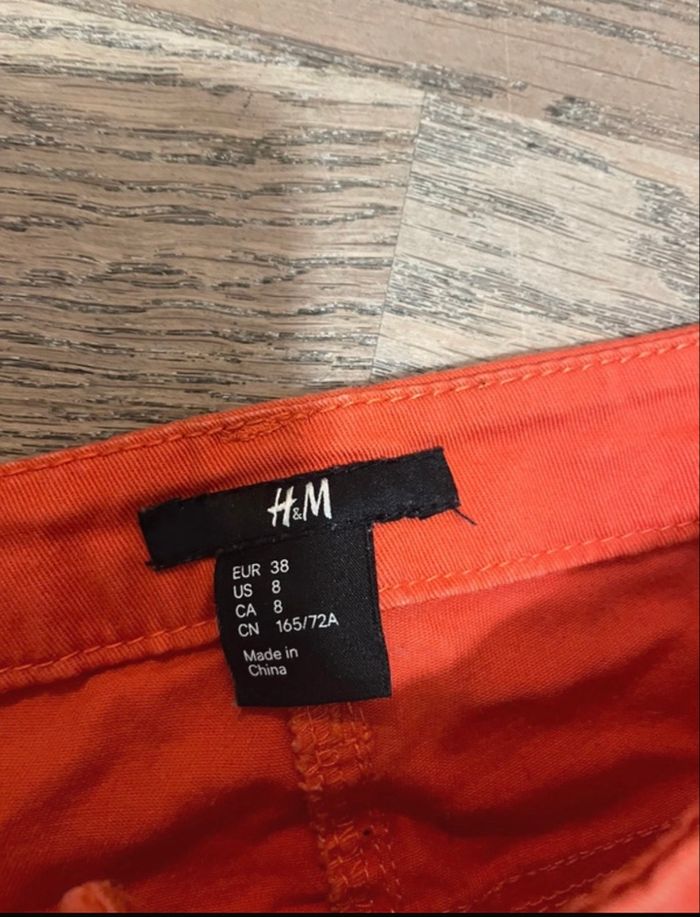 H&M
EUR 38
US 8
CA 8
CN 165/72A
Made in
China